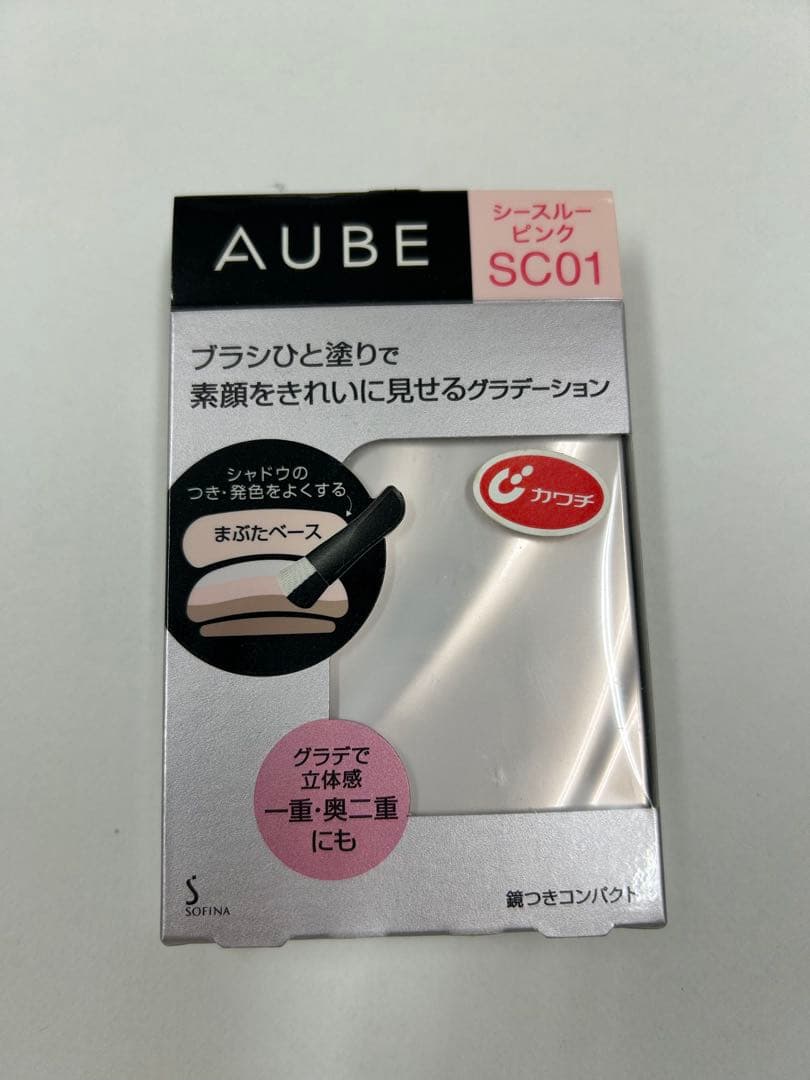 AUBE
シースルー
ピンク
SC01
ブラシひと塗りで
素顔をきれいに見せるグラデーション
シャドウの
つき・発色をよくする
まぶたベース
カワチ
グラデで
立体感
一重・奥二重
にも
SOFINA
鏡つきコンパクト